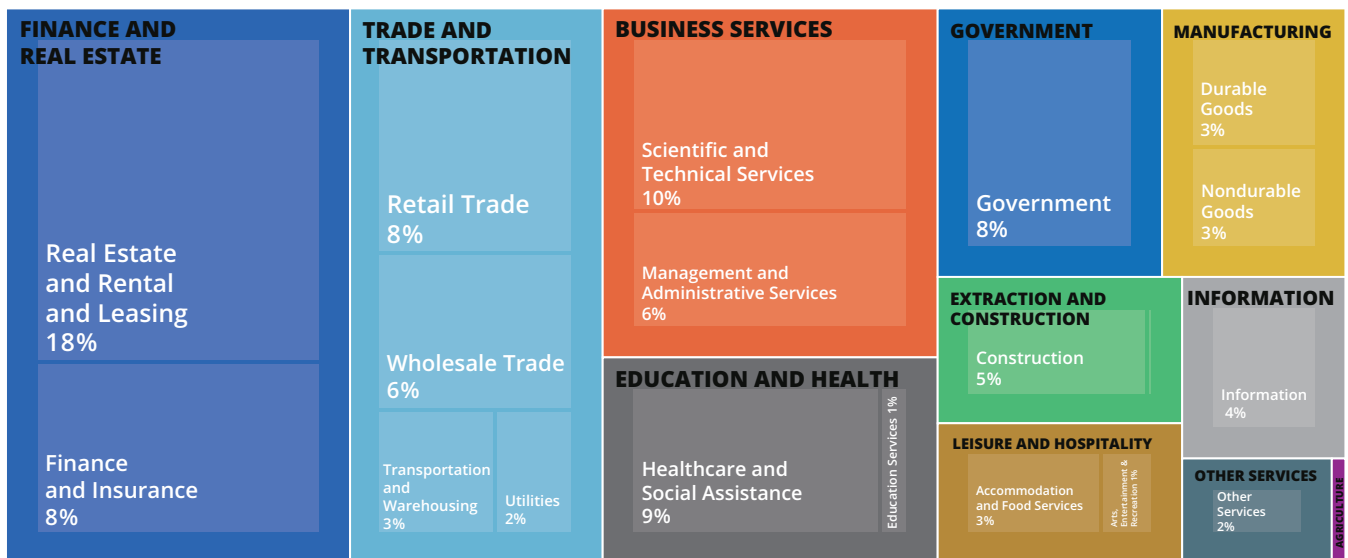 FINANCE AND
REAL ESTATE
Real Estate
and Rental
and Leasing
18%
Finance
and Insurance
8%
TRADE AND
TRANSPORTATION
Retail Trade
8%
Wholesale Trade
6%
Transportation
and
Warehousing
3%
Utilities
2%
BUSINESS SERVICES
Scientific and
Technical Services
10%
Management and
Administrative Services
6%
EDUCATION AND HEALTH
Healthcare and
Social Assistance
9%
Education Services 1%
GOVERNMENT
Government
8%
MANUFACTURING
Durable
Goods
3%
Nondurable
Goods
3%
EXTRACTION AND
CONSTRUCTION
Construction
5%
INFORMATION
Information
4%
LEISURE AND HOSPITALITY
Accommodation
and Food Services
3%
Arts,
Entertainment &
Recreation 1%
OTHER SERVICES
Other
Services
2%
AGRICULTURE